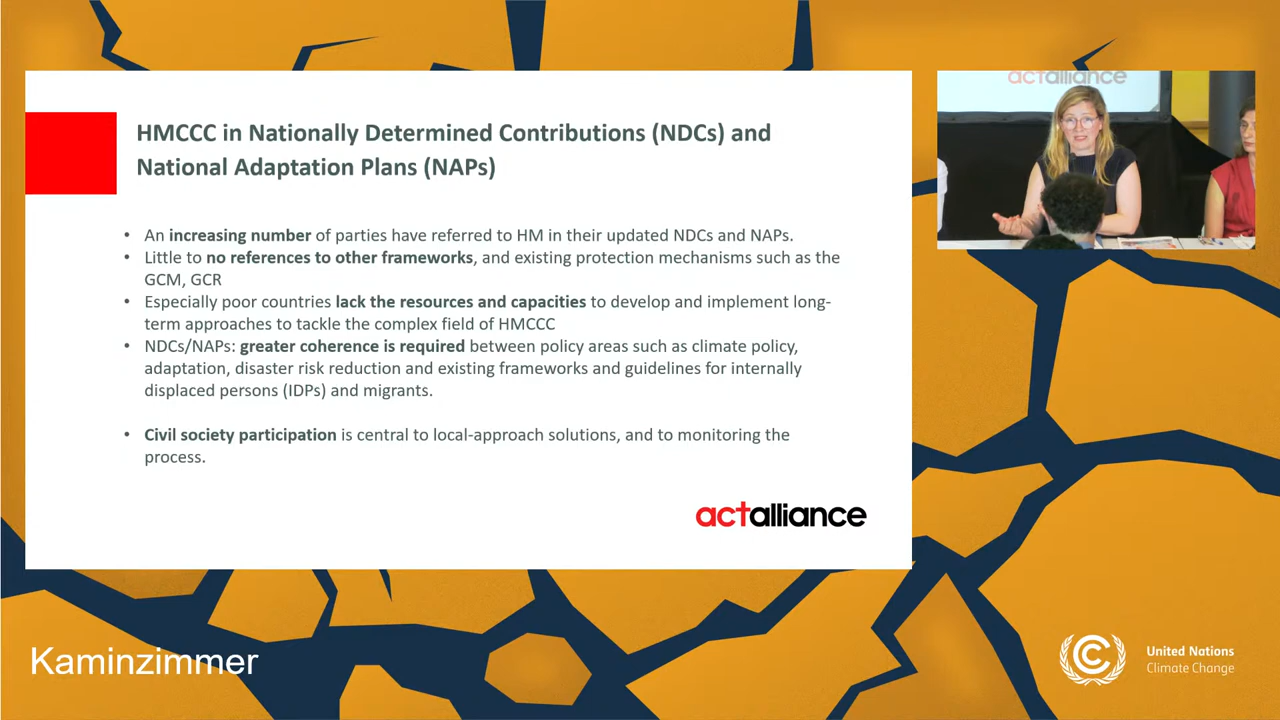 HMCCC in Nationally Determined Contributions (NDCs) and
National Adaptation Plans (NAPs)
• An increasing number of parties have referred to HM in their updated NDCs and NAPs.
• Little to no references to other frameworks, and existing protection mechanisms such as the
GCM, GCR
• Especially poor countries lack the resources and capacities to develop and implement long-
term approaches to tackle the complex field of HMCCC
• NDCs/NAPs: greater coherence is required between policy areas such as climate policy,
adaptation, disaster risk reduction and existing frameworks and guidelines for internally
displaced persons (IDPs) and migrants.
• Civil society participation is central to local-approach solutions, and to monitoring the
process.
actalliance
actalliance
Kaminzimmer
United Nations
Climate Change